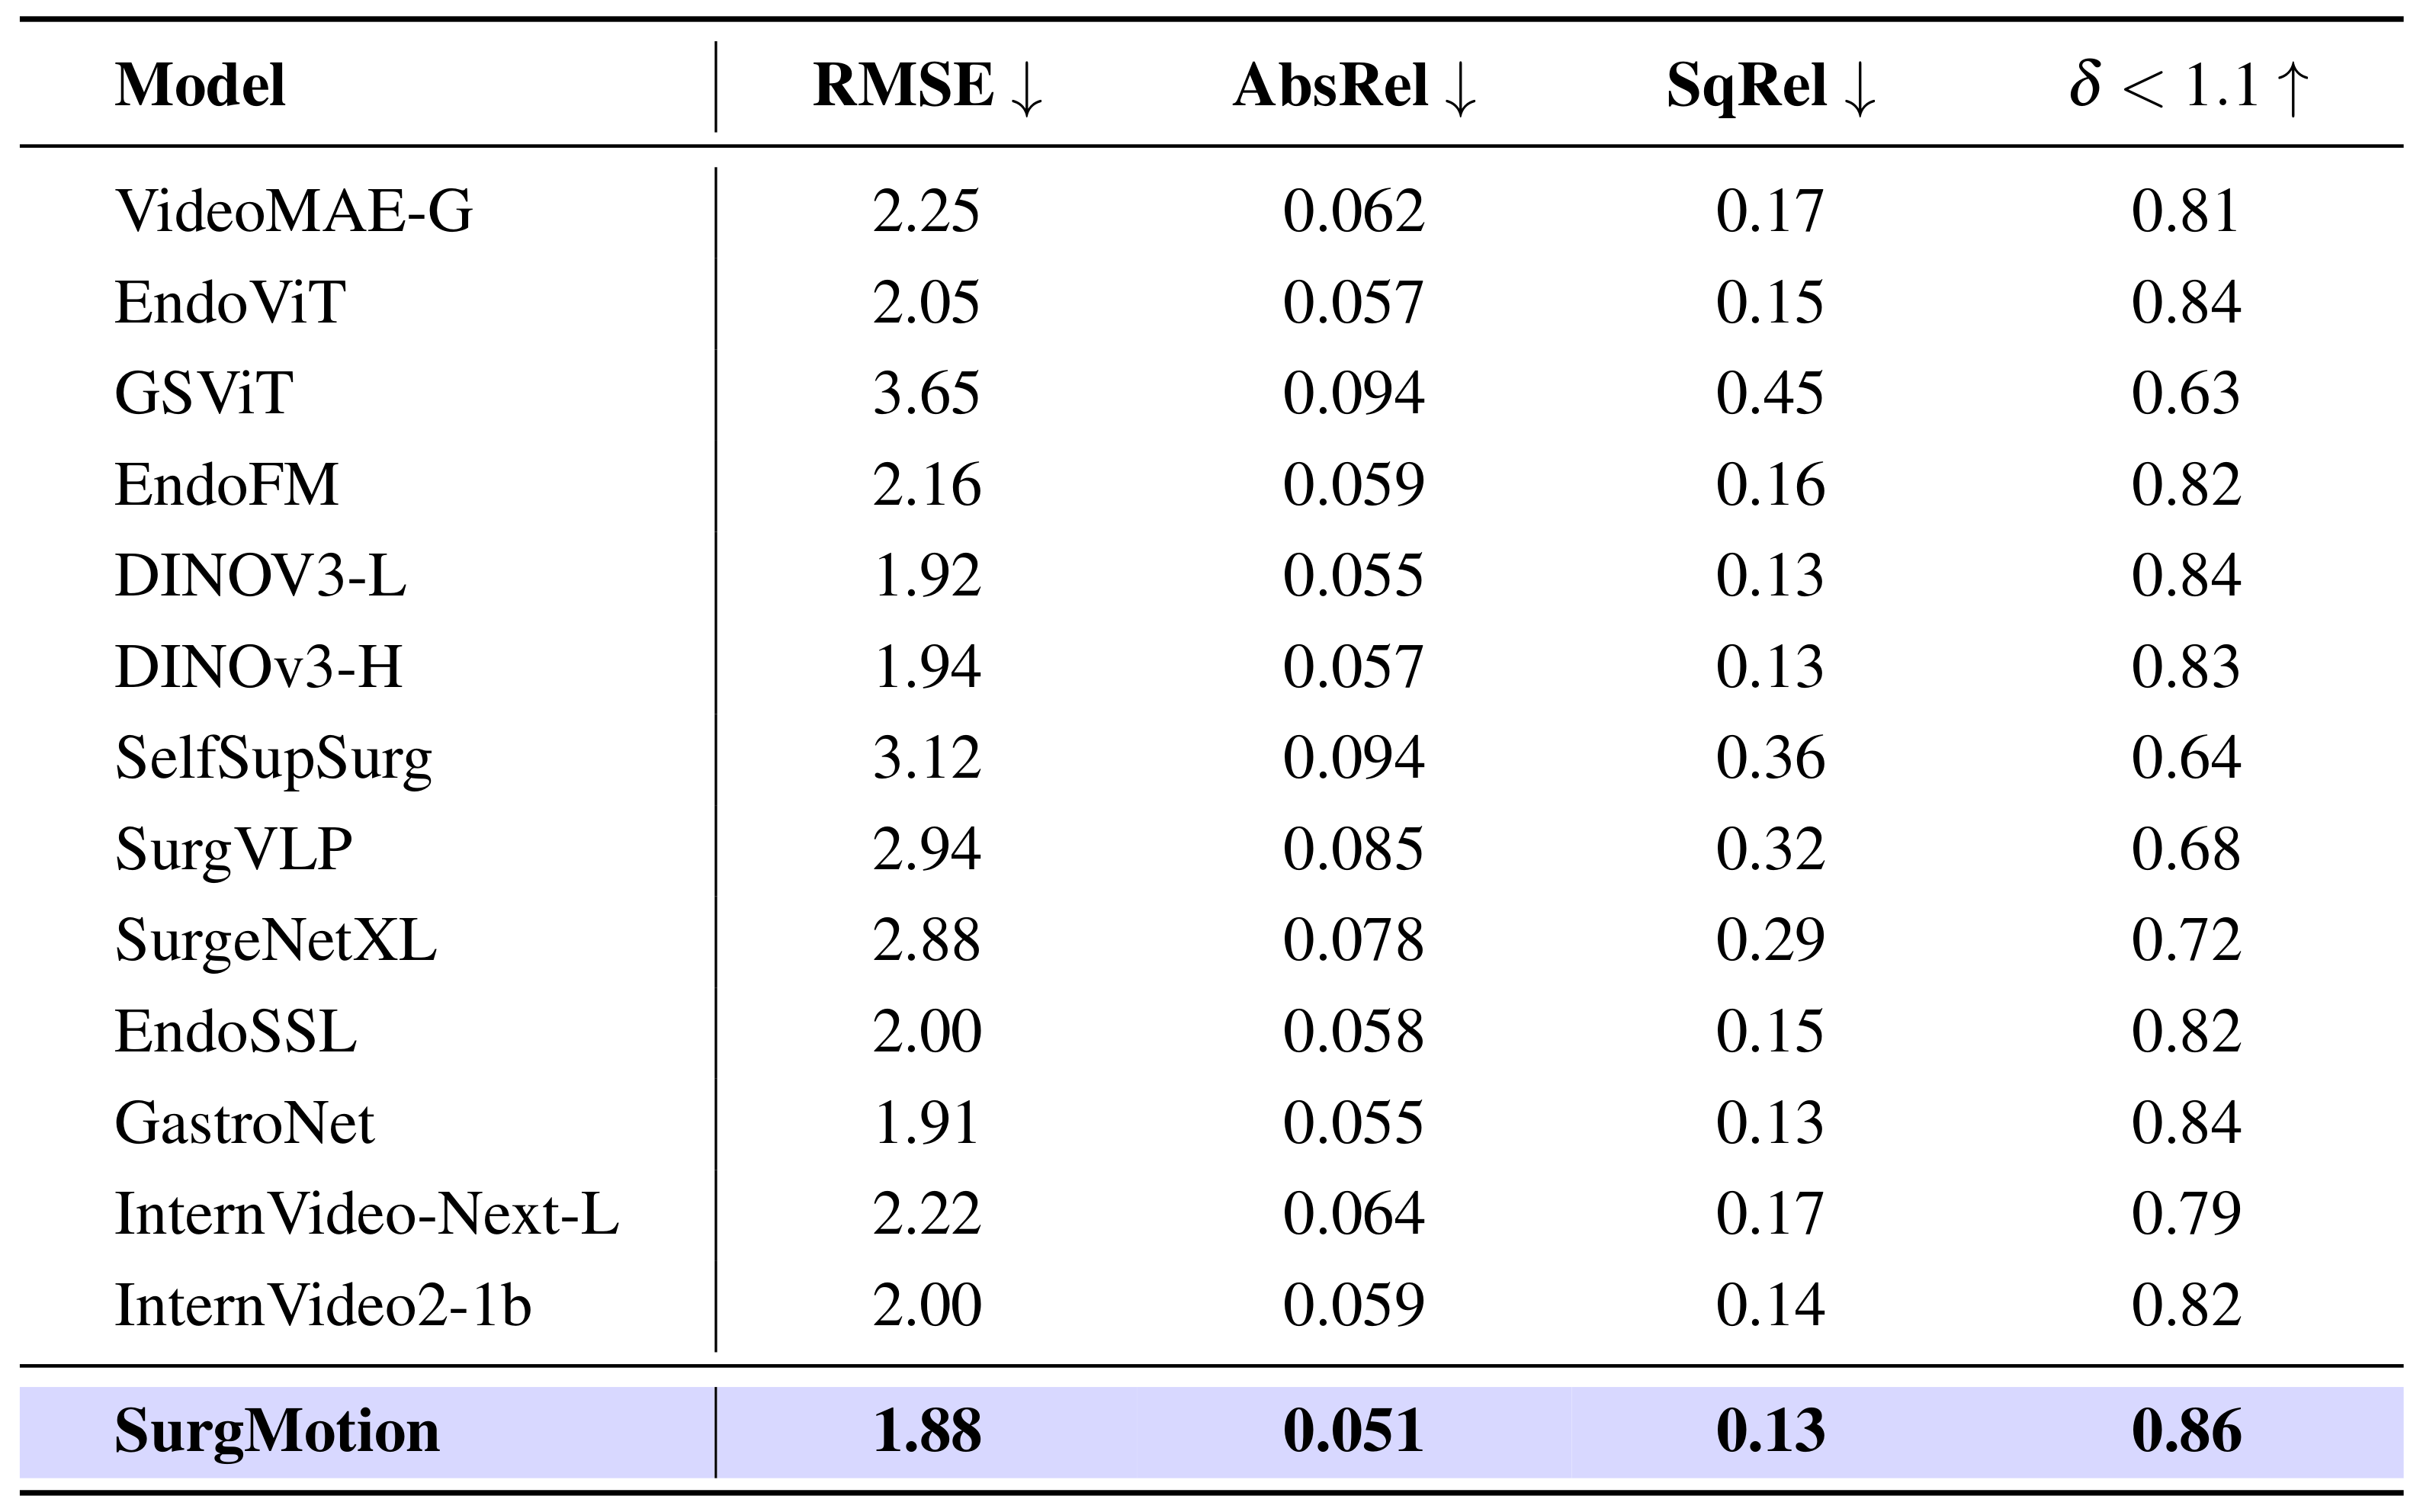 Model RMSE ↓ AbsRel ↓ SqRel ↓ δ < 1.1 ↑
VideoMAE-G 2.25 0.062 0.17 0.81
EndoViT 2.05 0.057 0.15 0.84
GSViT 3.65 0.094 0.45 0.63
EndoFM 2.16 0.059 0.16 0.82
DINOV3-L 1.92 0.055 0.13 0.84
DINOv3-H 1.94 0.057 0.13 0.83
SelfSupSurg 3.12 0.094 0.36 0.64
SurgVLP 2.94 0.085 0.32 0.68
SurgeNetXL 2.88 0.078 0.29 0.72
EndoSSL 2.00 0.058 0.15 0.82
GastroNet 1.91 0.055 0.13 0.84
InternVideo-Next-L 2.22 0.064 0.17 0.79
InternVideo2-1b 2.00 0.059 0.14 0.82
SurgMotion 1.88 0.051 0.13 0.86